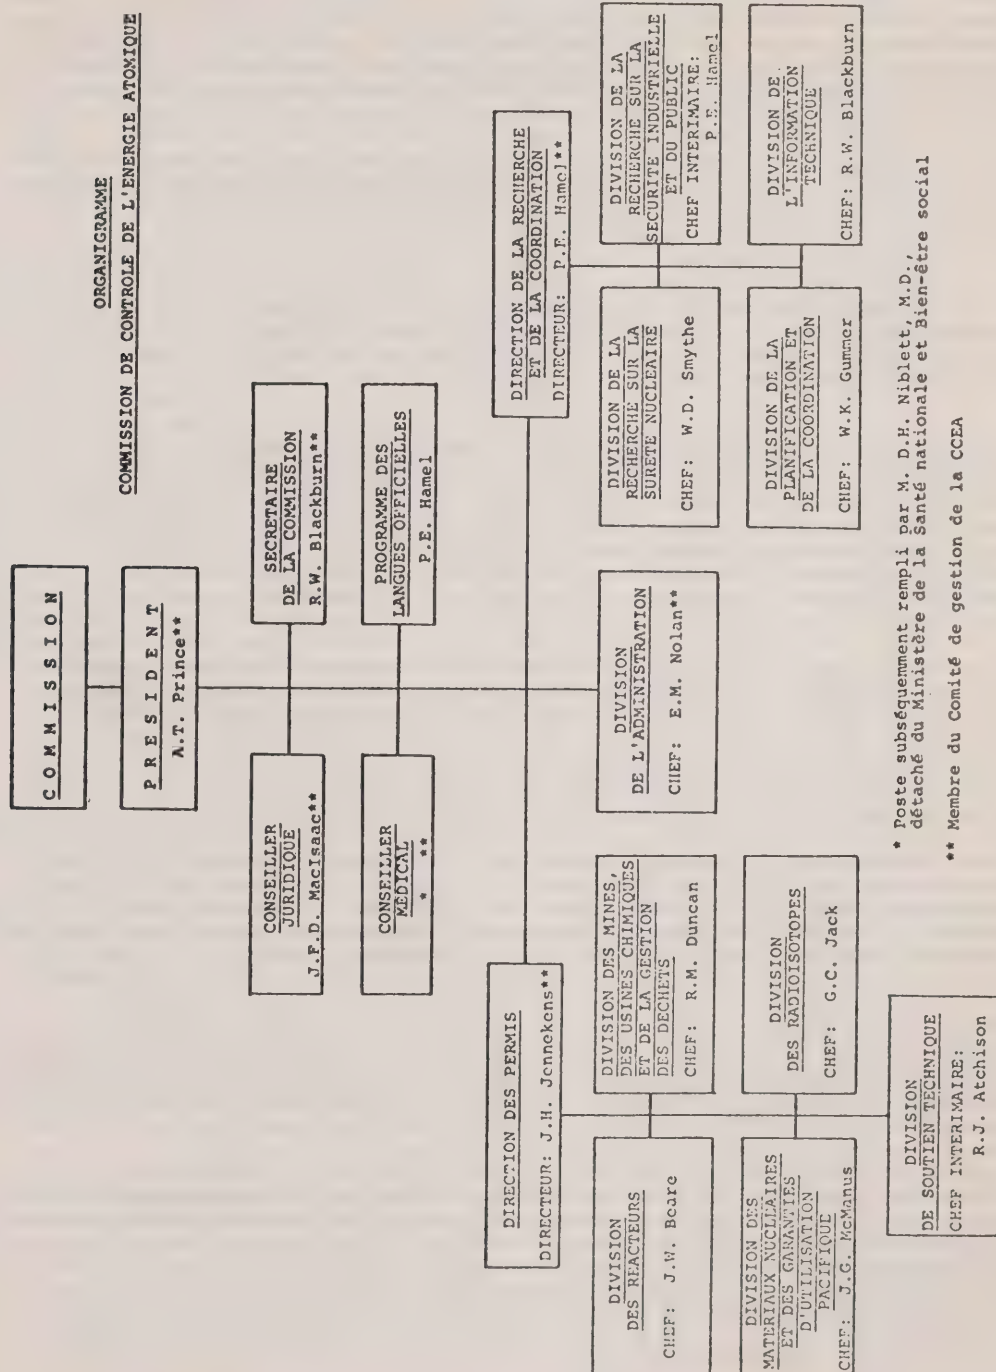 ORGANIGRAMME
COMMISSION DE CONTROLE DE L'ENERGIE ATOMIQUE
COMMISSION
PRESIDENT
A.T. Prince**
CONSEILLER
JURIDIQUE
J.F.D. MacIsaac**
SECRETAIRE
DE LA COMMISSION
R.W. Blackburn**
CONSEILLER
MEDICAL
* **
PROGRAMME DES
LANGUES OFFICIELLES
P.E. Hamel
DIRECTION DES PERMIS
DIRECTEUR: J.H. Jennekens**
DIRECTION DE LA RECHERCHE
ET DE LA COORDINATION
DIRECTEUR: P.E. Hamel**
DIVISION
DES REACTEURS
CHEF: J.W. Beare
DIVISION DES MINES,
DES USINES CHIMIQUES
ET DE LA GESTION
DES DECHETS
CHEF: R.M. Duncan
DIVISION
DE L'ADMINISTRATION
CHEF: E.M. Nolan**
DIVISION DE LA
RECHERCHE SUR LA
SURETE NUCLEAIRE
CHEF: W.D. Smythe
DIVISION DE LA
RECHERCHE SUR LA
SECURITE INDUSTRIELLE
ET DU PUBLIC
CHEF INTERIMAIRE:
P.E. Hamel
DIVISION DES
MATERIAUX NUCLEAIRES
ET DES GARANTIES
D'UTILISATION
PACIFIQUE
CHEF: J.G. McManus
DIVISION
DES RADIOISOTOPES
CHEF: G.C. Jack
DIVISION DE LA
PLANIFICATION ET
DE LA COORDINATION
CHEF: W.K. Gummer
DIVISION DE
L'INFORMATION
TECHNIQUE
CHEF: R.W. Blackburn
DIVISION
DE SOUTIEN TECHNIQUE
CHEF INTERIMAIRE:
R.J. Atchison
* Poste subséquemment rempli par M. D.H. Niblett, M.D.,
détaché du Ministère de la Santé nationale et Bien-être social
** Membre du Comité de gestion de la CCEA